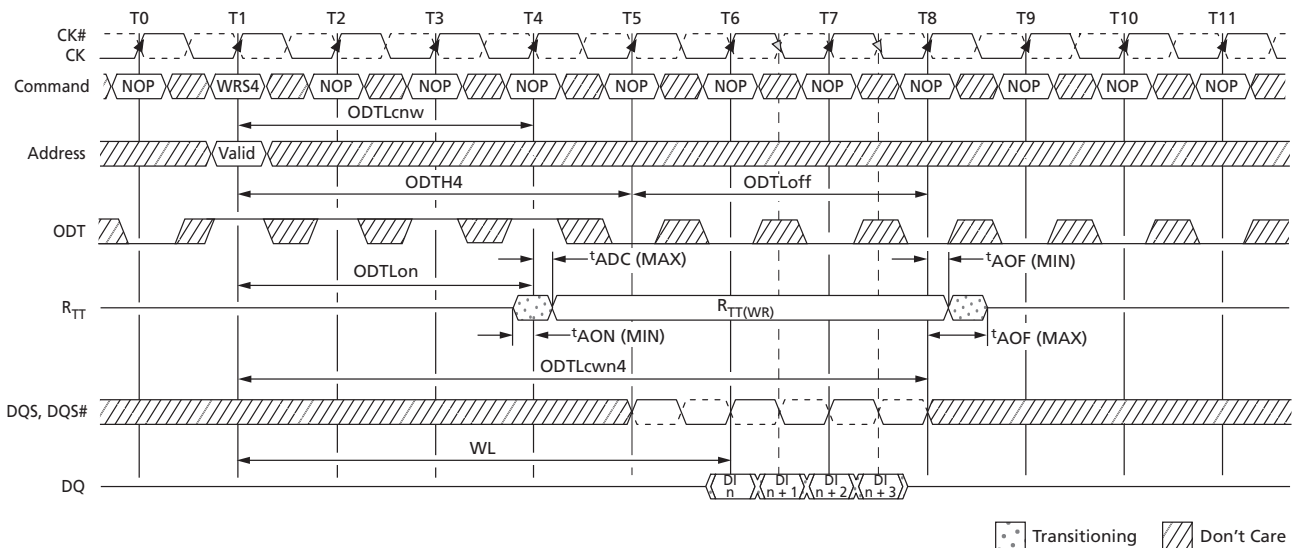 T0 T1 T2 T3 T4 T5 T6 T7 T8 T9 T10 T11
CK#
CK
Command NOP WRS4 NOP NOP NOP NOP NOP NOP NOP NOP NOP NOP
ODTLcnw
Address Valid
ODTH4 ODTLoff
ODT
tADC (MAX) tAOF (MIN)
ODTLon
RTT RTT(WR)
tAON (MIN) tAOF (MAX)
ODTLcwn4
DQS, DQS#
WL
DQ DI n DI n + 1 DI n + 2 DI n + 3
Transitioning Don't Care